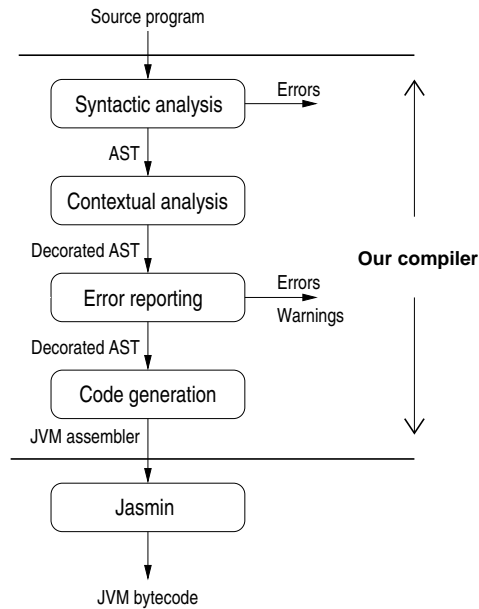 Source program
Syntactic analysis
Errors
AST
Contextual analysis
Decorated AST
Our compiler
Error reporting
Errors
Warnings
Decorated AST
Code generation
JVM assembler
Jasmin
JVM bytecode